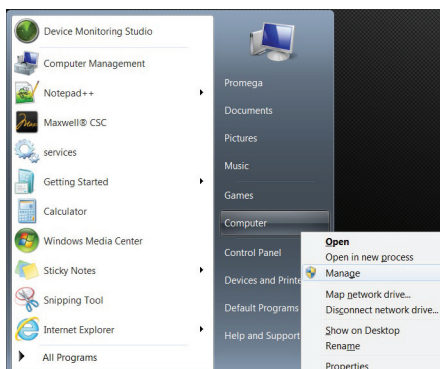 Device Monitoring Studio
Computer Management
Notepad++
Maxwell® CSC
services
Getting Started
Calculator
Windows Media Center
Sticky Notes
Snipping Tool
Internet Explorer
All Programs
Promega
Documents
Pictures
Music
Games
Computer
Control Panel
Devices and Printe
Default Programs
Help and Support
Open
Open in new process
Manage
Map network drive...
Disconnect network drive...
Show on Desktop
Rename
Properties